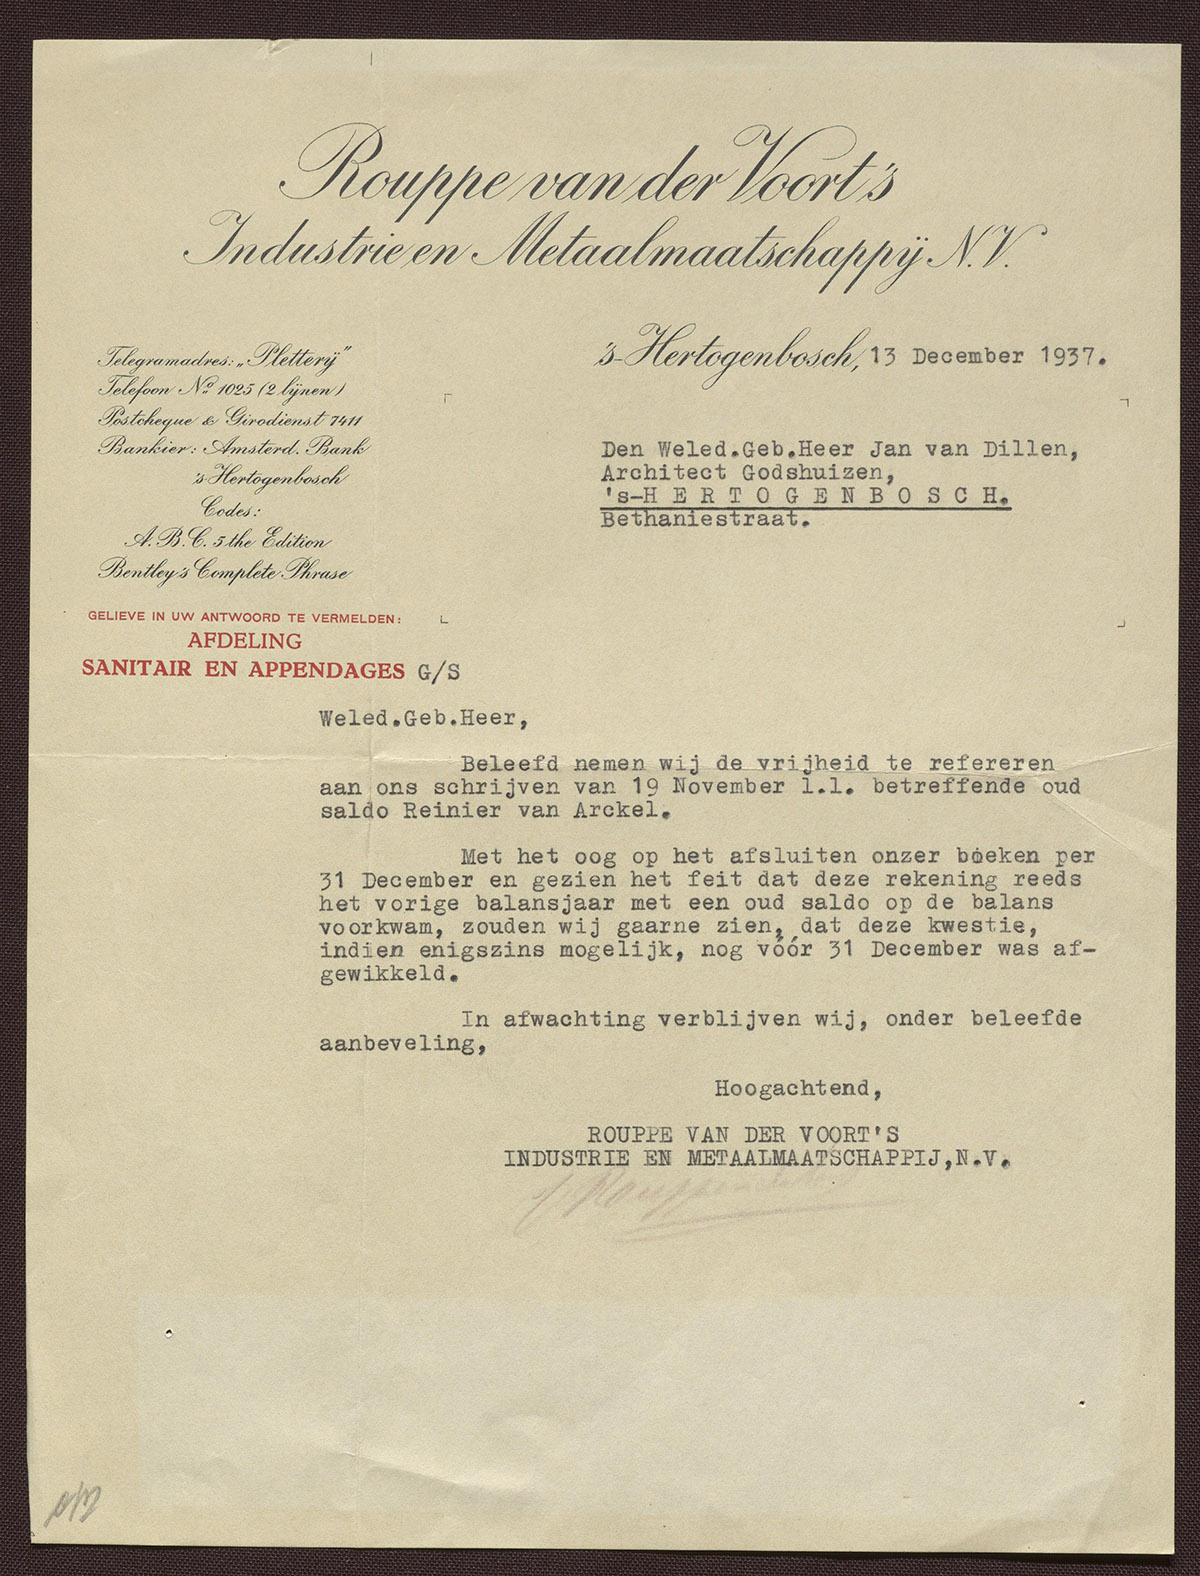 Rouppe van der Voort's
Industrie en Metaalmaatschappij N.V.
's-Hertogenbosch, 13 December 1937.
Telegramadres: „Pletterij"
Telefoon No 1025 (2 lijnen)
Postcheque & Girodienst 7411
Bankier: Amsterd. Bank
's-Hertogenbosch
Codes:
A.B.C. 5 the Edition
Bentley's Complete Phrase
Den Weled.Geb.Heer Jan van Dillen,
Architect Godshuizen,
's-H E R T O G E N B O S C H.
Bethaniestraat.
GELIEVE IN UW ANTWOORD TE VERMELDEN:
AFDELING
SANITAIR EN APPENDAGES G/S
Weled.Geb.Heer,
Beleefd nemen wij de vrijheid te refereren
aan ons schrijven van 19 November l.l. betreffende oud
saldo Reinier van Arckel.
Met het oog op het afsluiten onzer boeken per
31 December en gezien het feit dat deze rekening reeds
het vorige balansjaar met een oud saldo op de balans
voorkwam, zouden wij gaarne zien, dat deze kwestie,
indien enigszins mogelijk, nog vóór 31 December was af-
gewikkeld.
In afwachting verblijven wij, onder beleefde
aanbeveling,
Hoogachtend,
ROUPPE VAN DER VOORT'S
INDUSTRIE EN METAALMAATSCHAPPIJ,N.V.